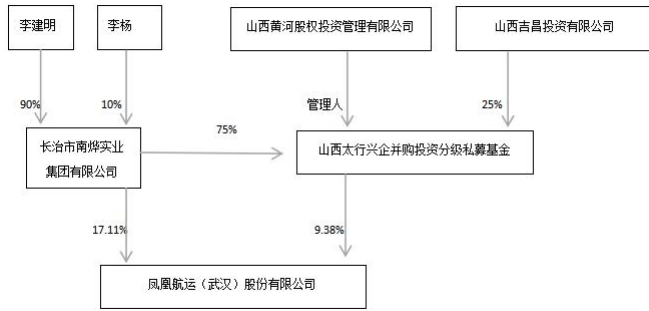 李建明
李杨
山西黄河股权投资管理有限公司
山西吉昌投资有限公司
90%
10%
管理人
25%
长治市南烨实业
集团有限公司
75%
山西太行兴企并购投资分级私募基金
17.11%
9.38%
凤凰航运（武汉）股份有限公司